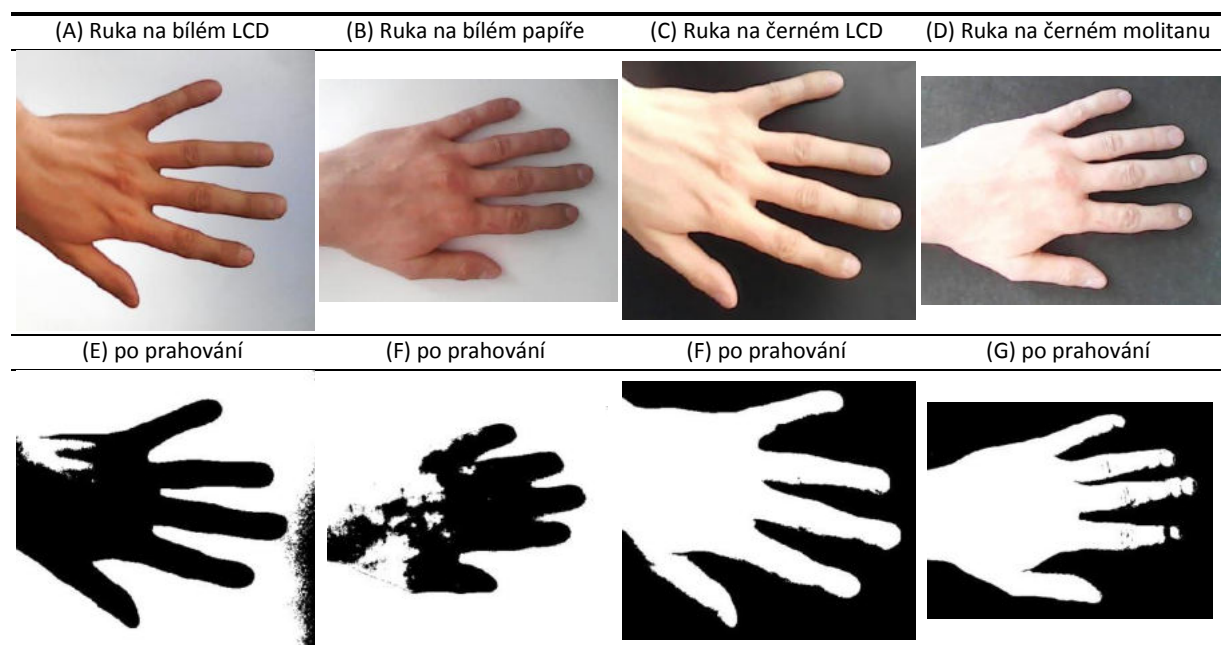 (A) Ruka na bílém LCD (B) Ruka na bílém papíře (C) Ruka na černém LCD (D) Ruka na černém molitanu
(E) po prahování (F) po prahování (F) po prahování (G) po prahování